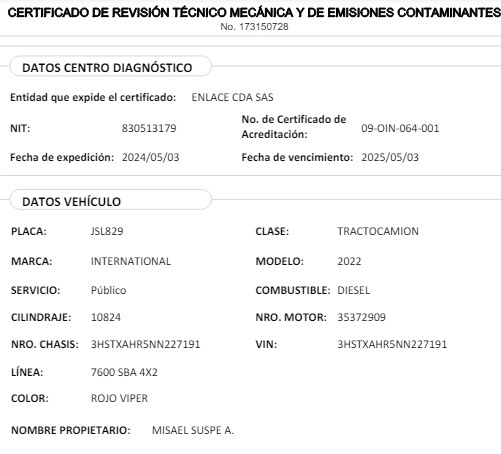 CERTIFICADO DE REVISIÓN TÉCNICO MECÁNICA Y DE EMISIONES CONTAMINANTES
No. 173150728
DATOS CENTRO DIAGNÓSTICO
Entidad que expide el certificado: ENLACE CDA SAS
NIT: 830513179 No. de Certificado de Acreditación: 09-OIN-064-001
Fecha de expedición: 2024/05/03 Fecha de vencimiento: 2025/05/03
DATOS VEHÍCULO
PLACA: JSL829 CLASE: TRACTOCAMION
MARCA: INTERNATIONAL MODELO: 2022
SERVICIO: Público COMBUSTIBLE: DIESEL
CILINDRAJE: 10824 NRO. MOTOR: 35372909
NRO. CHASIS: 3HSTXAHR5NN227191 VIN: 3HSTXAHR5NN227191
LÍNEA: 7600 SBA 4X2
COLOR: ROJO VIPER
NOMBRE PROPIETARIO: MISAEL SUSPE A.